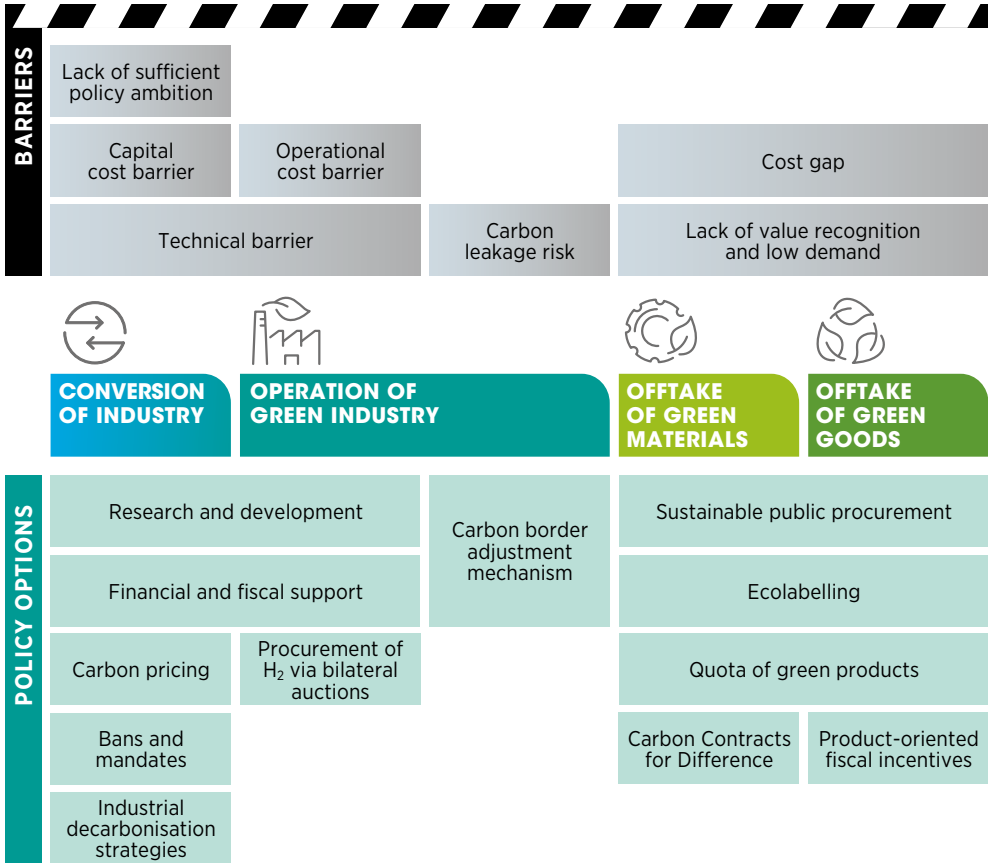 BARRIERS
Lack of sufficient
policy ambition
Capital
cost barrier
Operational
cost barrier
Cost gap
Technical barrier
Carbon
leakage risk
Lack of value recognition
and low demand
CONVERSION
OF INDUSTRY
OPERATION OF
GREEN INDUSTRY
OFFTAKE
OF GREEN
MATERIALS
OFFTAKE
OF GREEN
GOODS
POLICY OPTIONS
Research and development
Carbon border
adjustment
mechanism
Sustainable public procurement
Financial and fiscal support
Ecolabelling
Carbon pricing
Procurement of
H₂ via bilateral
auctions
Quota of green products
Bans and
mandates
Carbon Contracts
for Difference
Product-oriented
fiscal incentives
Industrial
decarbonisation
strategies